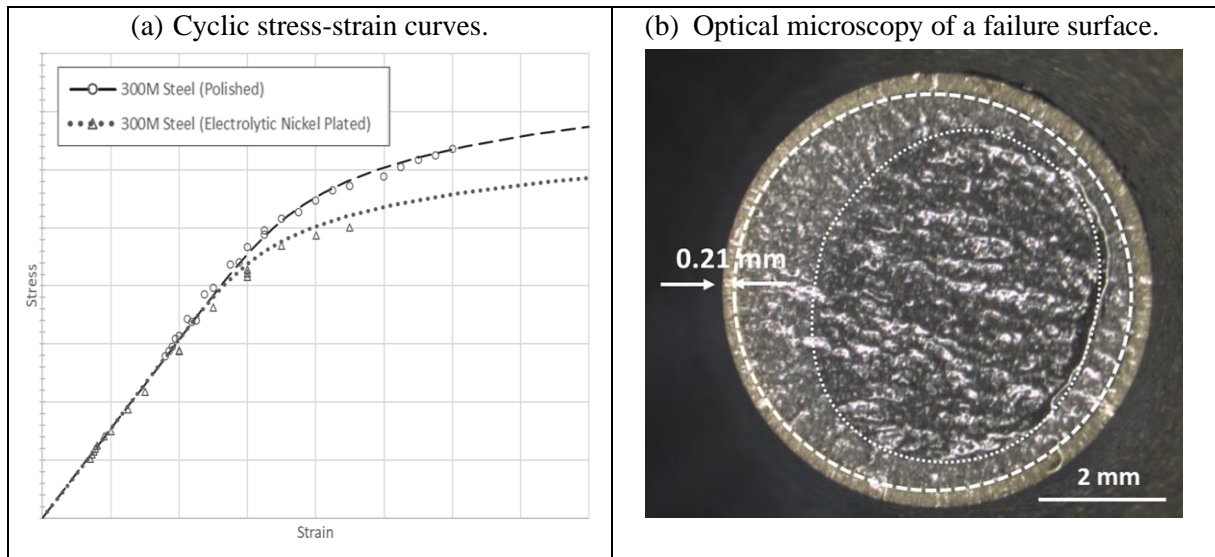 (a) Cyclic stress-strain curves.
300M Steel (Polished)
300M Steel (Electrolytic Nickel Plated)
Stress
Strain
(b) Optical microscopy of a failure surface.
0.21 mm
2 mm